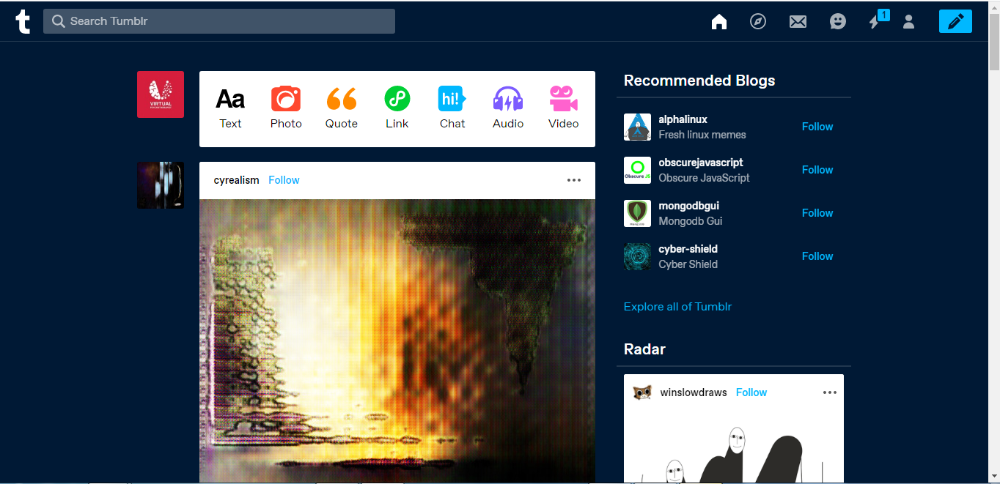 t
Search Tumblr
1
VIRTUAL
Aa
hi!
Text
Photo
Quote
Link
Chat
Audio
Video
cyrealism Follow
Recommended Blogs
alphalinux
Fresh linux memes
Follow
obscurejavascript
Obscure JavaScript
Follow
Obscure JS
mongodbgui
Mongodb Gui
Follow
cyber-shield
Cyber Shield
Follow
Explore all of Tumblr
Radar
winslowdraws Follow